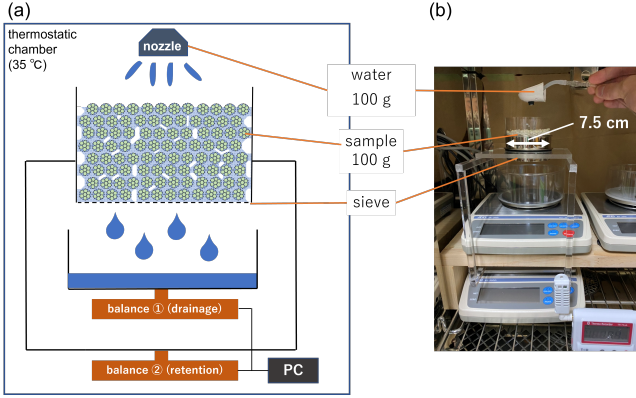 (a)
thermostatic
chamber
(35 ℃)
nozzle
water
100 g
sample
100 g
sieve
balance ① (drainage)
balance ② (retention)
PC
(b)
7.5 cm